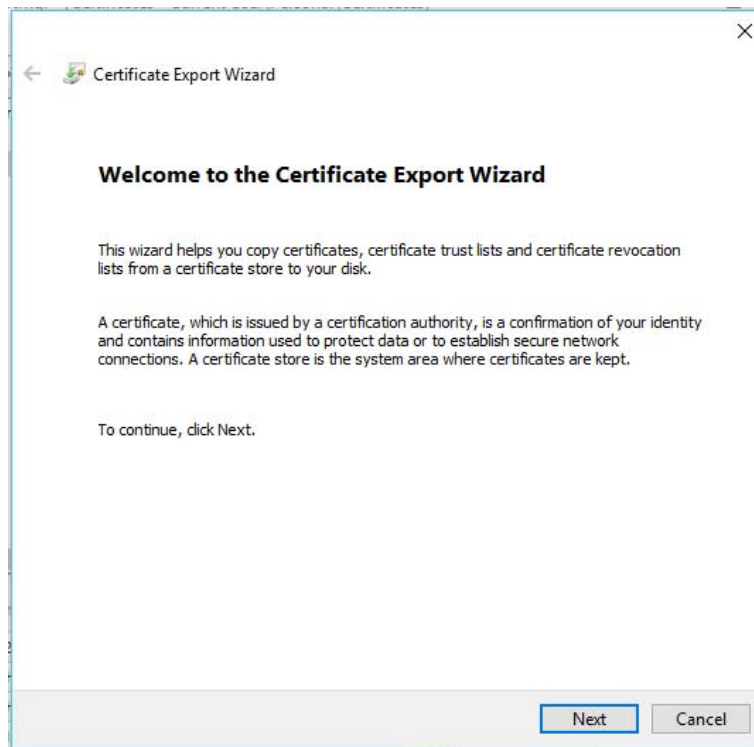 Certificate Export Wizard
Welcome to the Certificate Export Wizard
This wizard helps you copy certificates, certificate trust lists and certificate revocation
lists from a certificate store to your disk.
A certificate, which is issued by a certification authority, is a confirmation of your identity
and contains information used to protect data or to establish secure network
connections. A certificate store is the system area where certificates are kept.
To continue, click Next.
Next Cancel